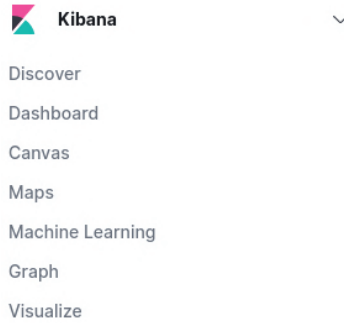 Kibana
Discover
Dashboard
Canvas
Maps
Machine Learning
Graph
Visualize